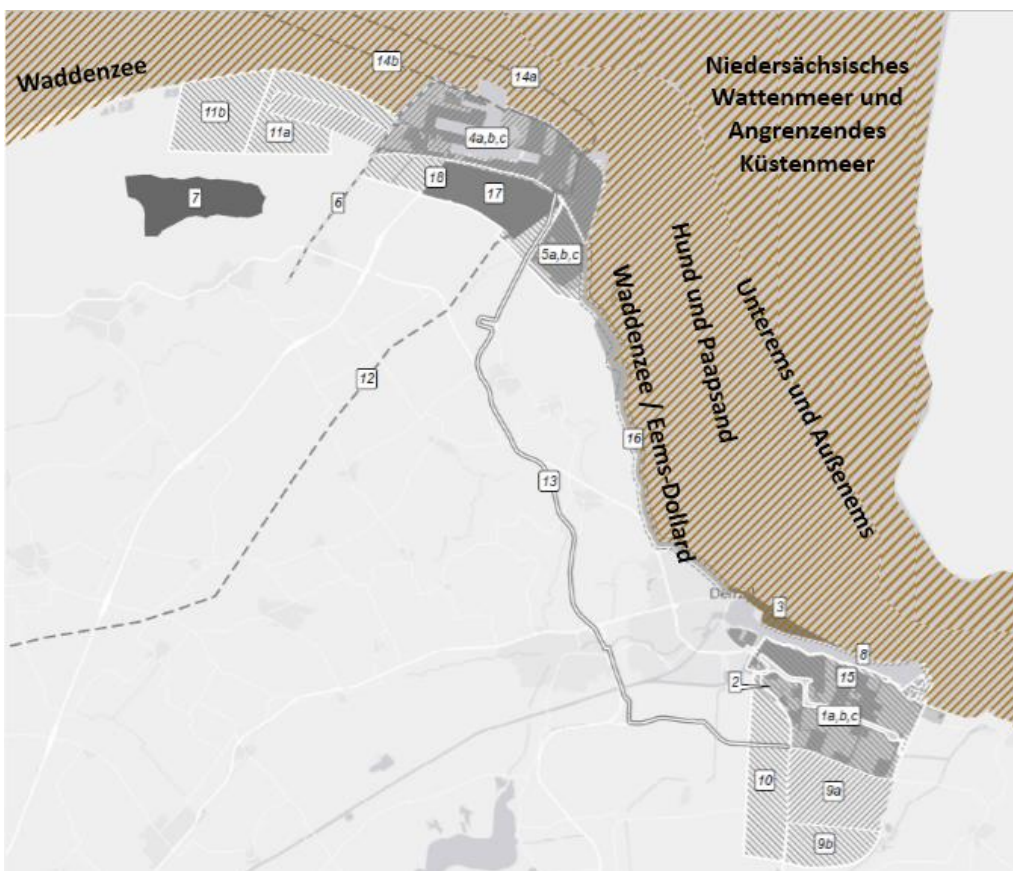 Waddenzee
Niedersächsisches
Wattenmeer und
Angrenzendes
Küstenmeer
14b
14a
11b
11a
4a,b,c
7
6
18
17
5a,b,c
Hund und Paapsand
Unterems und Außenems
Waddenzee / Eems-Dollard
12
16
13
3
8
2
15
1a,b,c
10
9a
9b